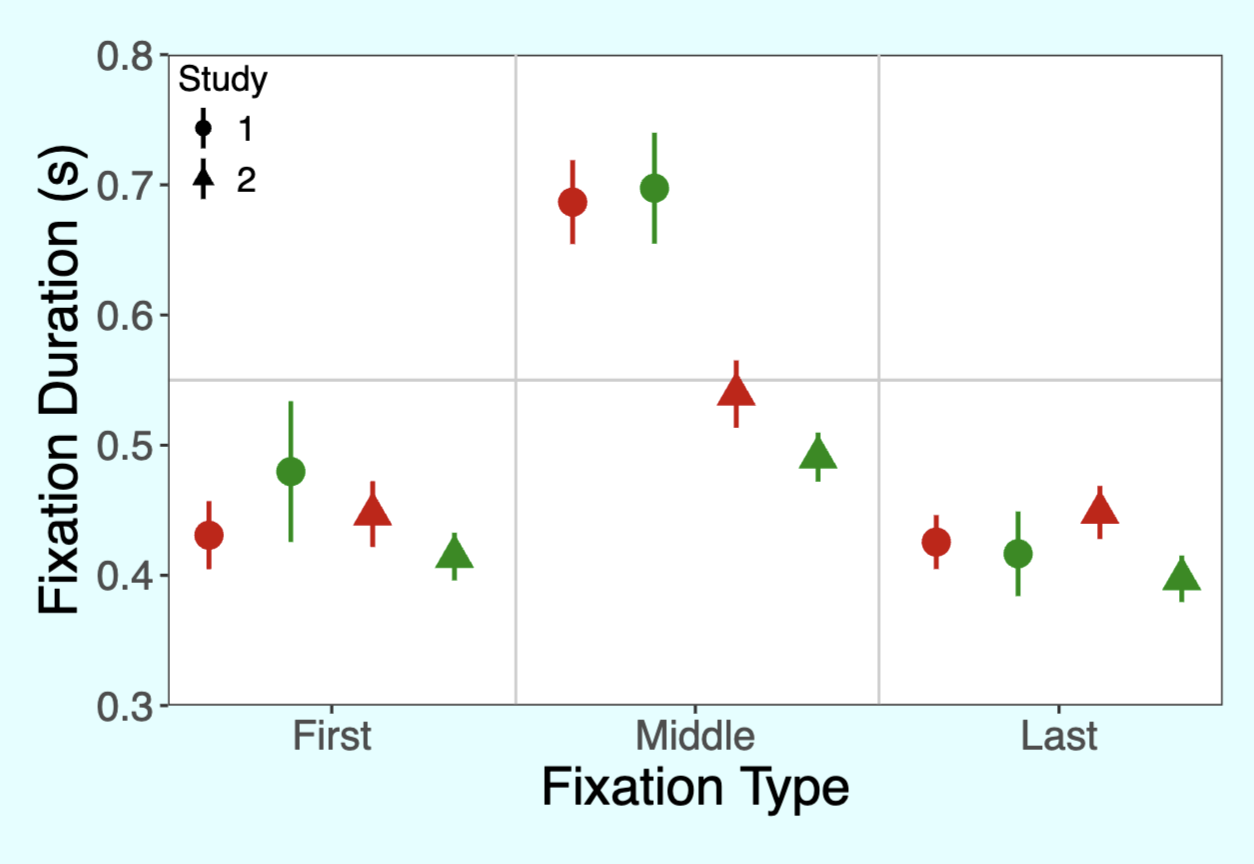 Study
1
2
Fixation Duration (s)
0.8
0.7
0.6
0.5
0.4
0.3
First Middle Last
Fixation Type